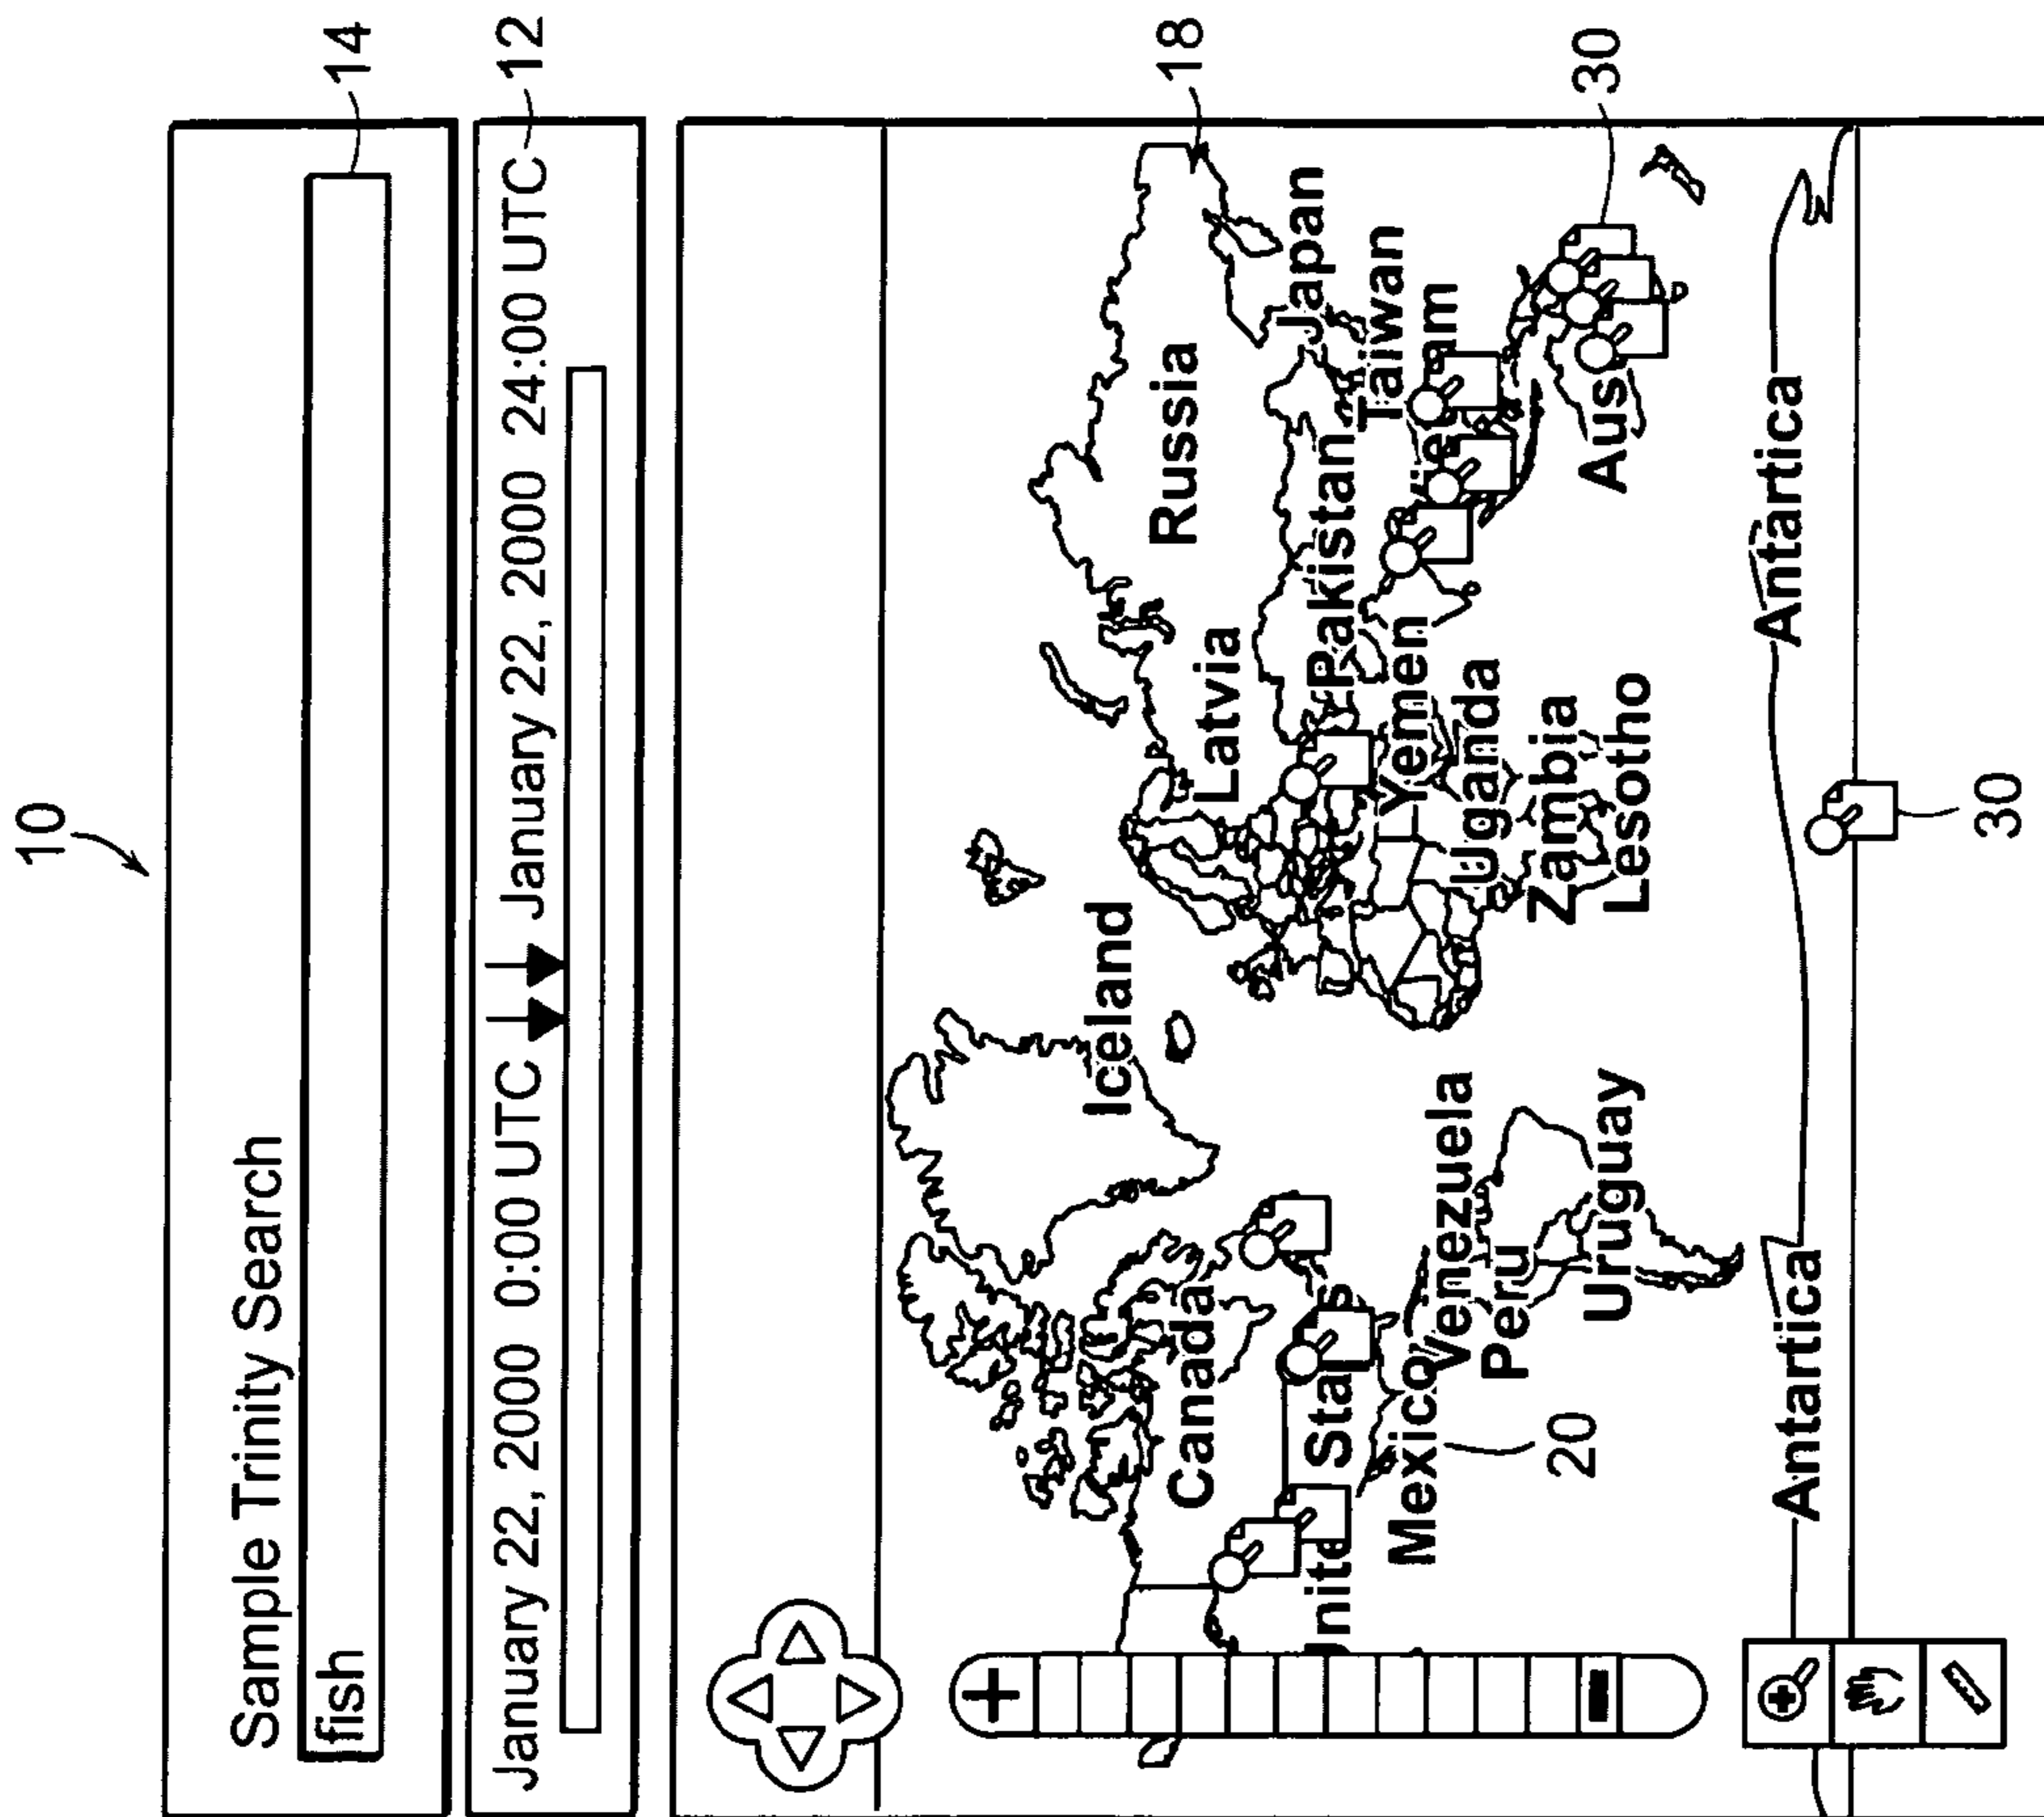 10
Sample Trinity Search
fish
14
January 22, 2000 0:00 UTC
January 22, 2000 24:00 UTC
12
18
Iceland
Canada
Latvia
Russia
Japan
Pakistan
Taiwan
Mexico
Yemen
Venezuela
Uganda
Peru
Zambia
Uruguay
Lesotho
20
30
Antartica
Antartica
30